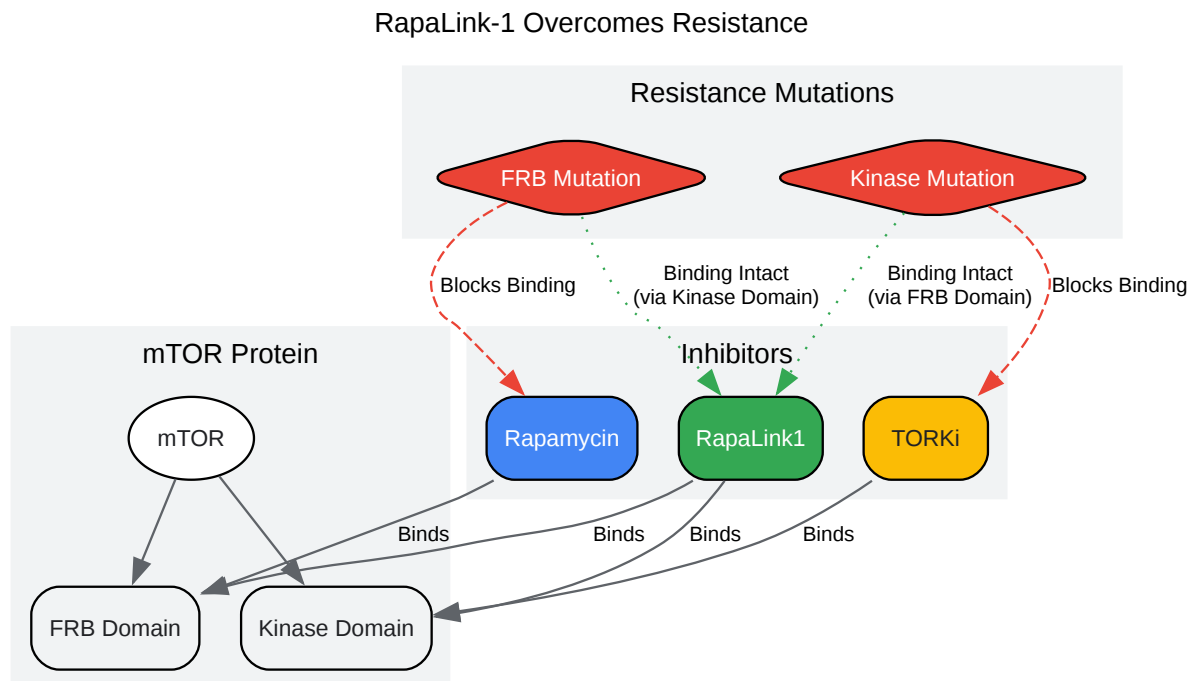 RapaLink-1 Overcomes Resistance
Resistance Mutations
FRB Mutation
Kinase Mutation
Blocks Binding
Binding Intact
(via Kinase Domain)
Binding Intact
(via FRB Domain)
Blocks Binding
mTOR Protein
Inhibitors
mTOR
Rapamycin
RapaLink1
TORKi
Binds
Binds
Binds
Binds
FRB Domain
Kinase Domain